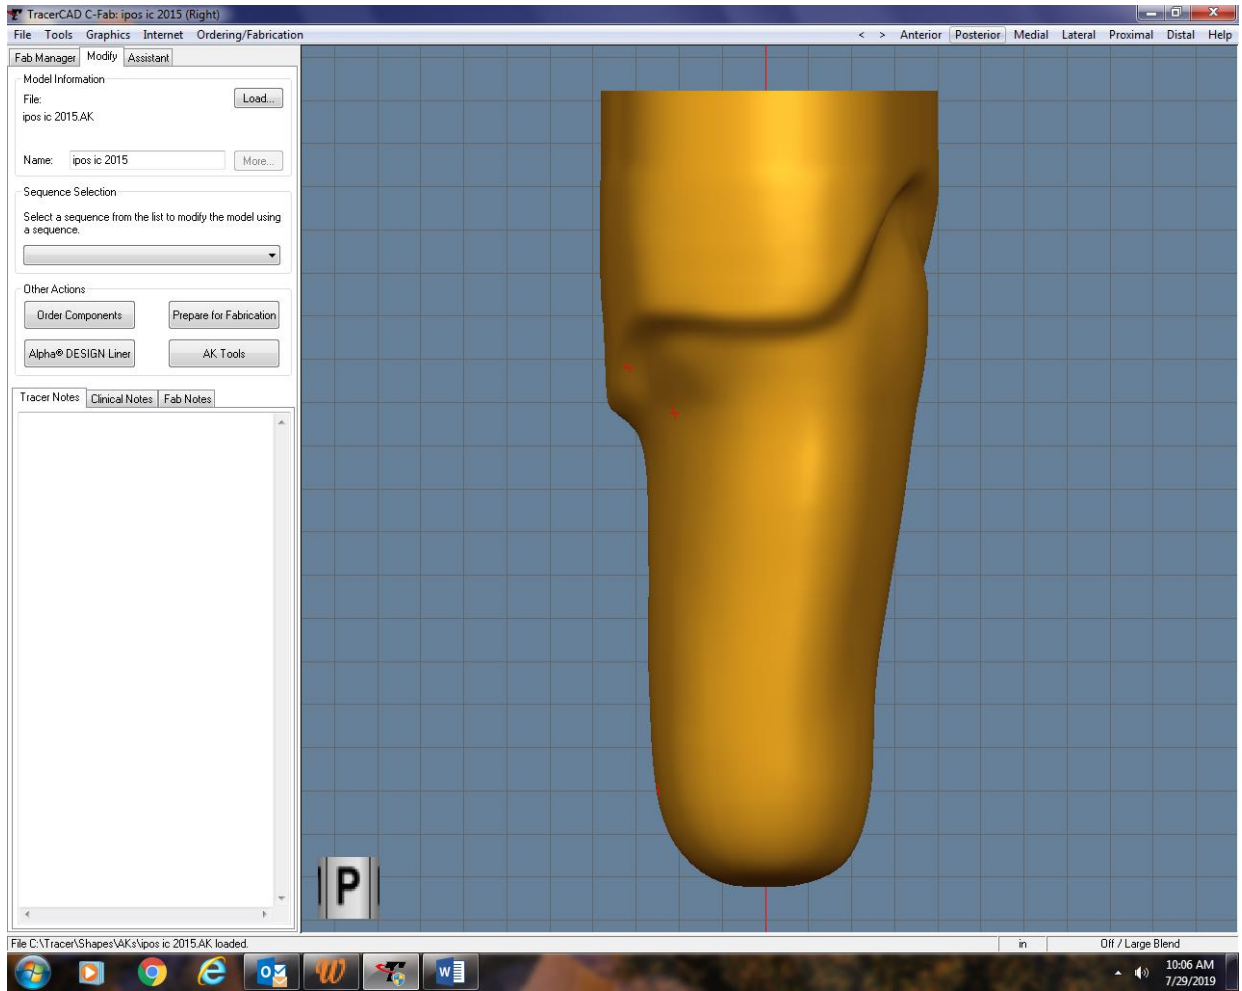 TracerCAD C-Fab: ipos ic 2015 (Right)
File Tools Graphics Internet Ordering/Fabrication < > Anterior Posterior Medial Lateral Proximal Distal Help
Fab Manager Modify Assistant
Model Information
File: Load...
ipos ic 2015.AK
Name: ipos ic 2015 More...
Sequence Selection
Select a sequence from the list to modify the model using
a sequence.
Other Actions
Order Components Prepare for Fabrication
Alpha® DESIGN Liner AK Tools
Tracer Notes Clinical Notes Fab Notes
P
File C:\Tracer\Shapes\AKs\ipos ic 2015.AK loaded. in Off / Large Blend
10:06 AM
7/29/2019